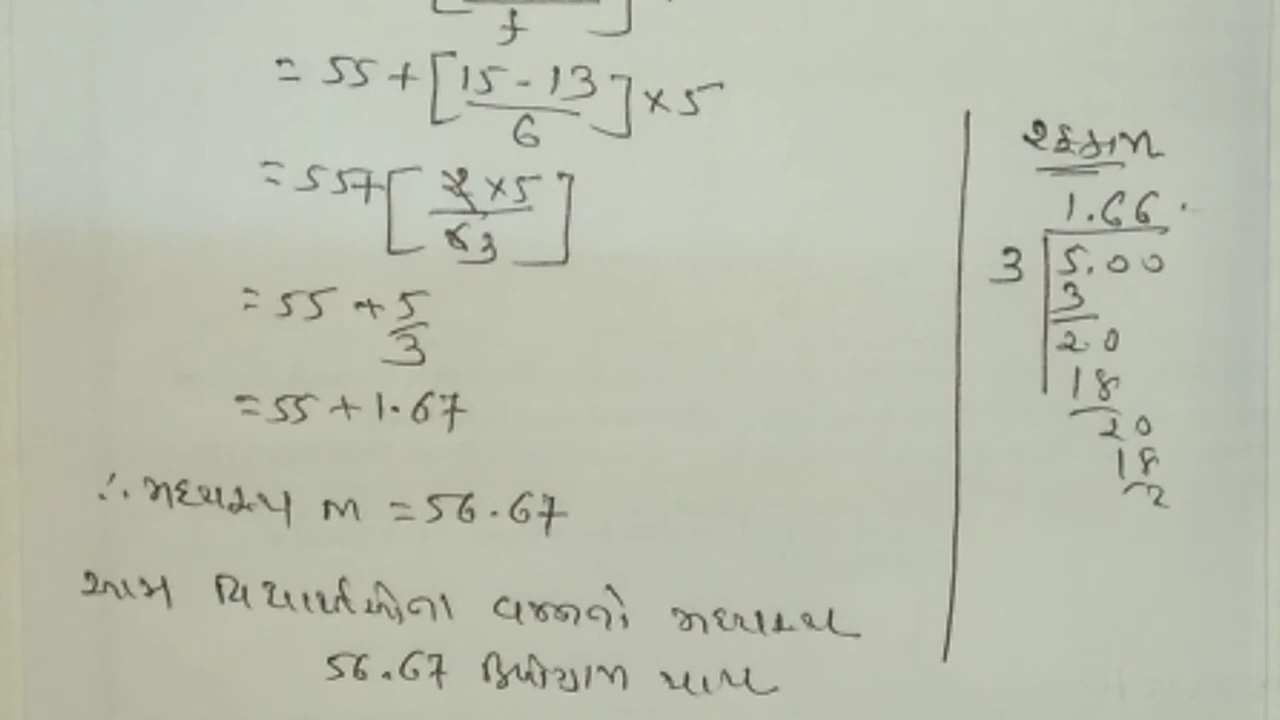 f
= 55 + [15 - 13 / 6] × 5
= 55 + [2 × 5 / 6 3]
= 55 + 5/3
= 55 + 1.67
∴ મધ્યસ્થ M = 56.67
આમ વિદ્યાર્થીઓના વજનનો મધ્યસ્થ
56.67 કિગ્રા થાય
રફકામ
1.66
3 5.00
3
20
18
20
18
2